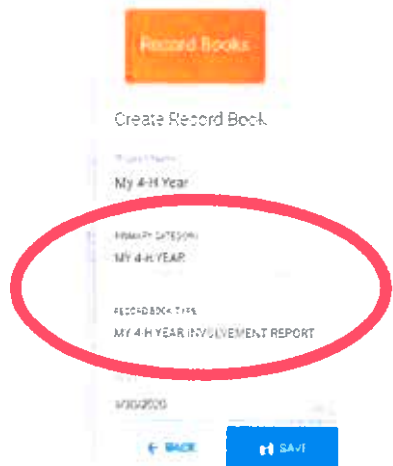 Record Books
Create Record Book
My 4-H Year
PRIMARY CATEGORY
MY 4-H YEAR
RECORD BOOK TYPE
MY 4-H YEAR INVOLVEMENT REPORT
BACK
SAVE